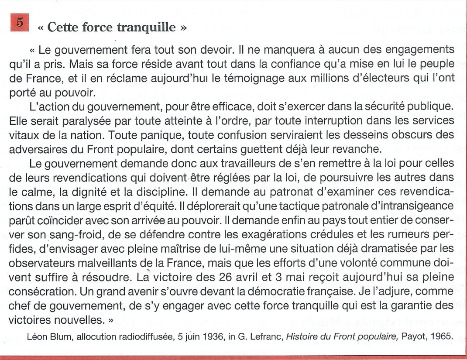 5 « Cette force tranquille »
« Le gouvernement fera tout son devoir. Il ne manquera à aucun des engagements
qu'il a pris. Mais sa force réside avant tout dans la confiance qu'a mise en lui le peuple
de France, et il en réclame aujourd'hui le témoignage aux millions d'électeurs qui l'ont
porté au pouvoir.
L'action du gouvernement, pour être efficace, doit s'exercer dans la sécurité publique.
Elle serait paralysée par toute atteinte à l'ordre, par toute interruption dans les services
vitaux de la nation. Toute panique, toute confusion serviraient les desseins obscurs des
adversaires du Front populaire, dont certains guettent déjà leur revanche.
Le gouvernement demande donc aux travailleurs de s'en remettre à la loi pour celles
de leurs revendications qui doivent être réglées par la loi, de poursuivre les autres dans
le calme, la dignité et la discipline. Il demande au patronat d'examiner ces revendica-
tions dans un large esprit d'équité. Il déplorerait qu'une tactique patronale d'intransigeance
parût coïncider avec son arrivée au pouvoir. Il demande enfin au pays tout entier de conser-
ver son sang-froid, de se défendre contre les exagérations crédules et les rumeurs per-
fides, d'envisager avec pleine maîtrise de lui-même une situation déjà dramatisée par les
observateurs malveillants de la France, mais que les efforts d'une volonté commune doi-
vent suffire à résoudre. La victoire des 26 avril et 3 mai reçoit aujourd'hui sa pleine
consécration. Un grand avenir s'ouvre devant la démocratie française. Je l'adjure, comme
chef de gouvernement, de s'y engager avec cette force tranquille qui est la garantie des
victoires nouvelles. »
Léon Blum, allocution radiodiffusée, 5 juin 1936, in G. Lefranc, Histoire du Front populaire, Payot, 1965.